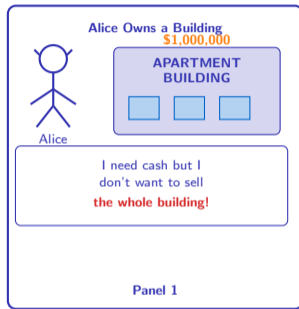 Alice Owns a Building
$1,000,000
APARTMENT
BUILDING
Alice
I need cash but I
don't want to sell
the whole building!
Panel 1